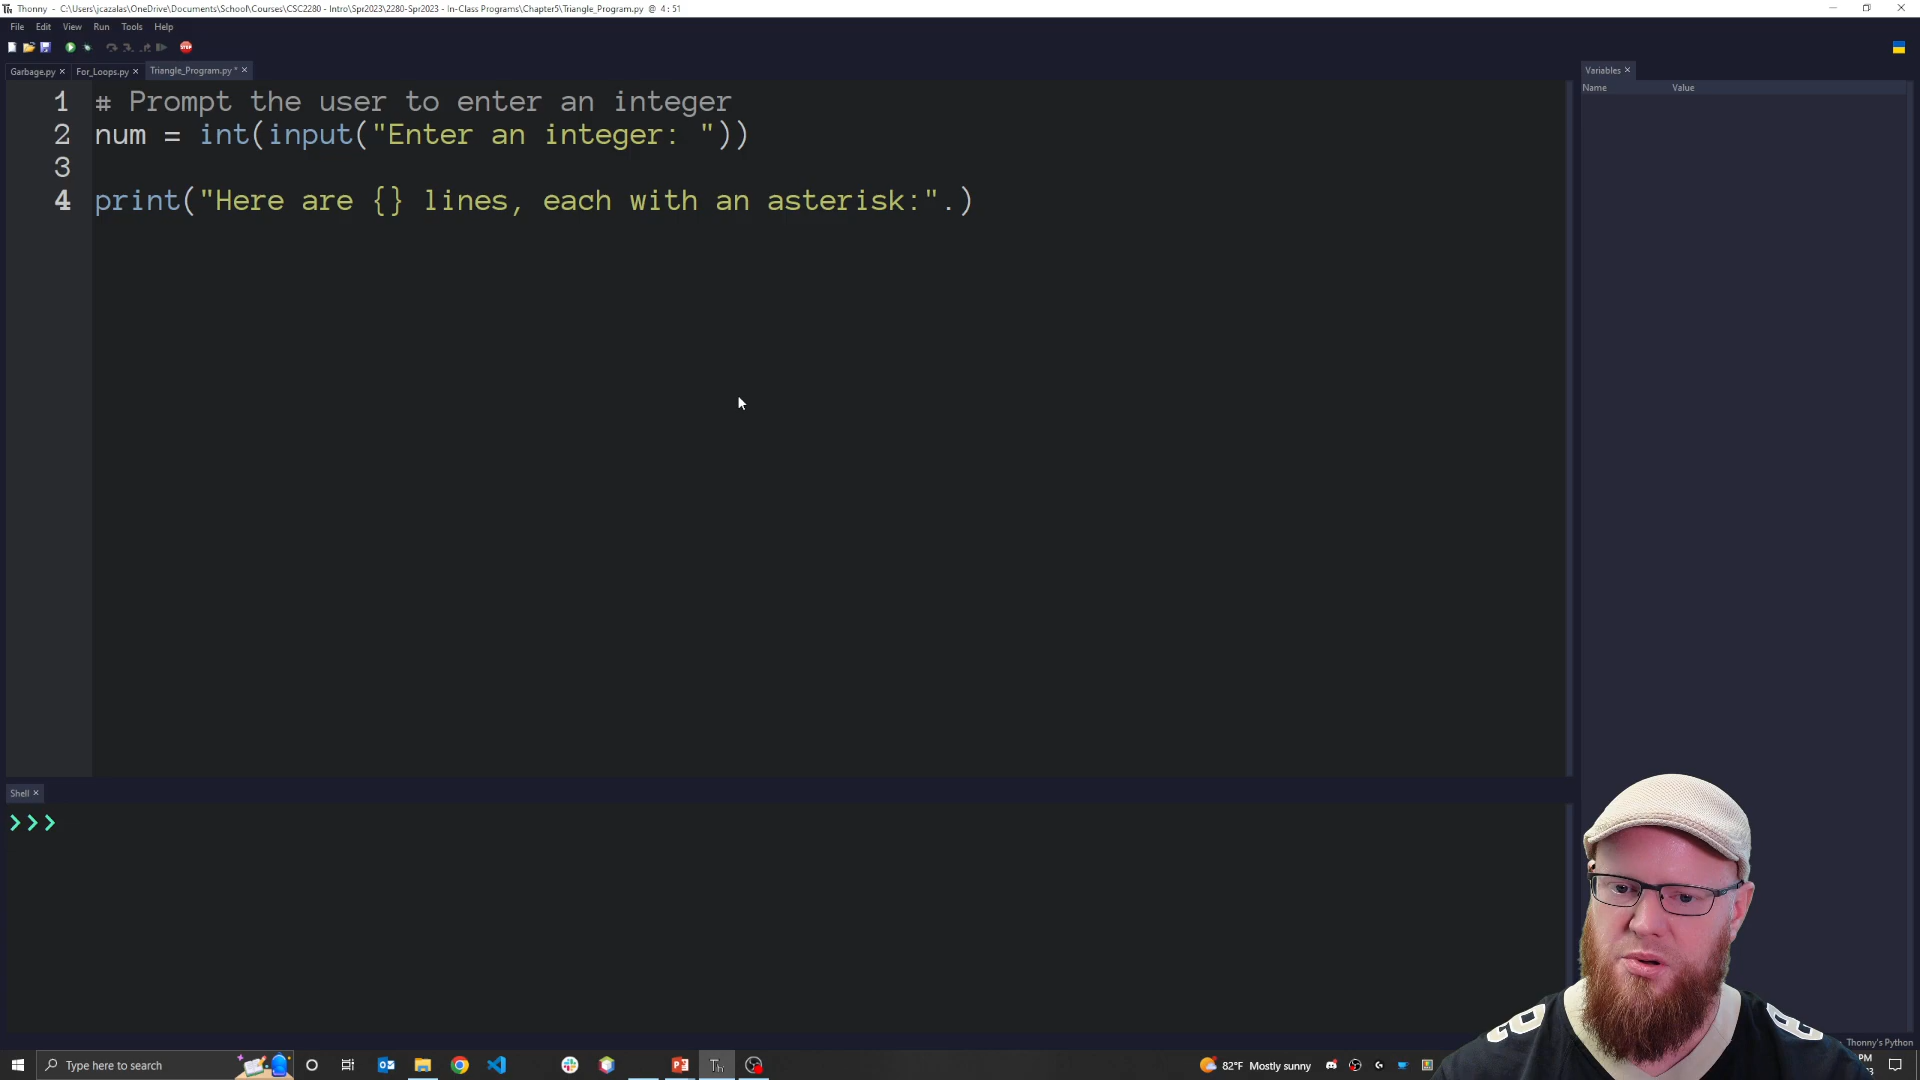 Thonny - C:\Users\jcazalas\OneDrive\Documents\School\Courses\CSC2280 - Intro\Spr2023\2280-Spr2023 - In-Class Programs\Chapter5\Triangle_Program.py @ 4 : 51
File Edit View Run Tools Help
STOP
Garbage.py × For_Loops.py × Triangle_Program.py * ×
Variables ×
Name Value
1 # Prompt the user to enter an integer
2 num = int(input("Enter an integer: "))
3
4 print("Here are {} lines, each with an asterisk:".)
Shell ×
>>>
Thonny's Python
Type here to search
82°F Mostly sunny
PM